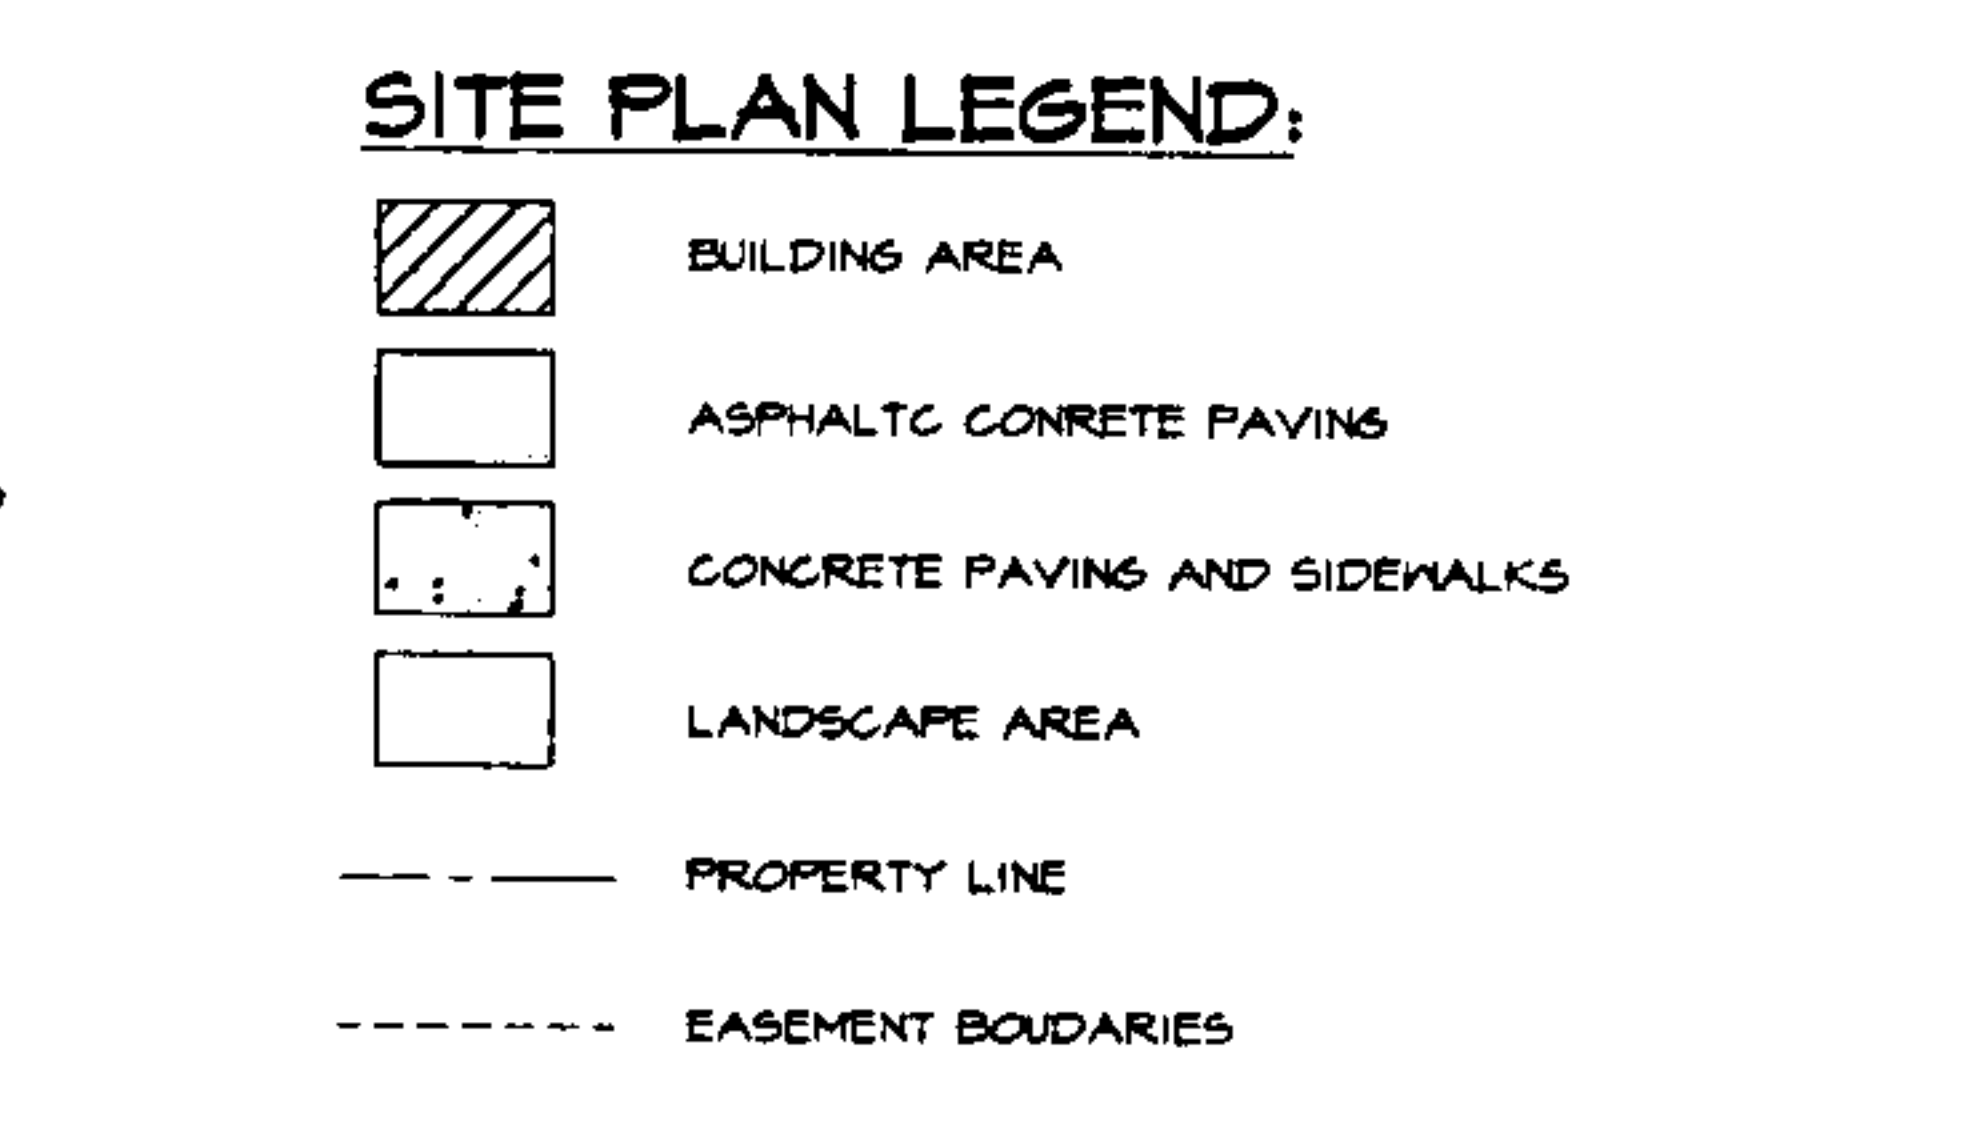 SITE PLAN LEGEND:
BUILDING AREA
ASPHALTC CONRETE PAVING
CONCRETE PAVING AND SIDEWALKS
LANDSCAPE AREA
PROPERTY LINE
EASEMENT BOUDARIES